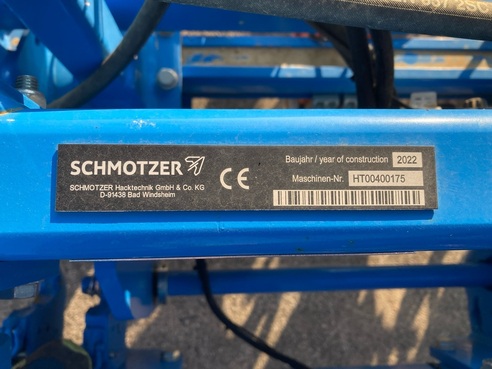 SCHMOTZER
SCHMOTZER Hacktechnik GmbH & Co. KG
D-91438 Bad Windsheim
CE
Baujahr / year of construction 2022
Maschinen-Nr. HT00400175